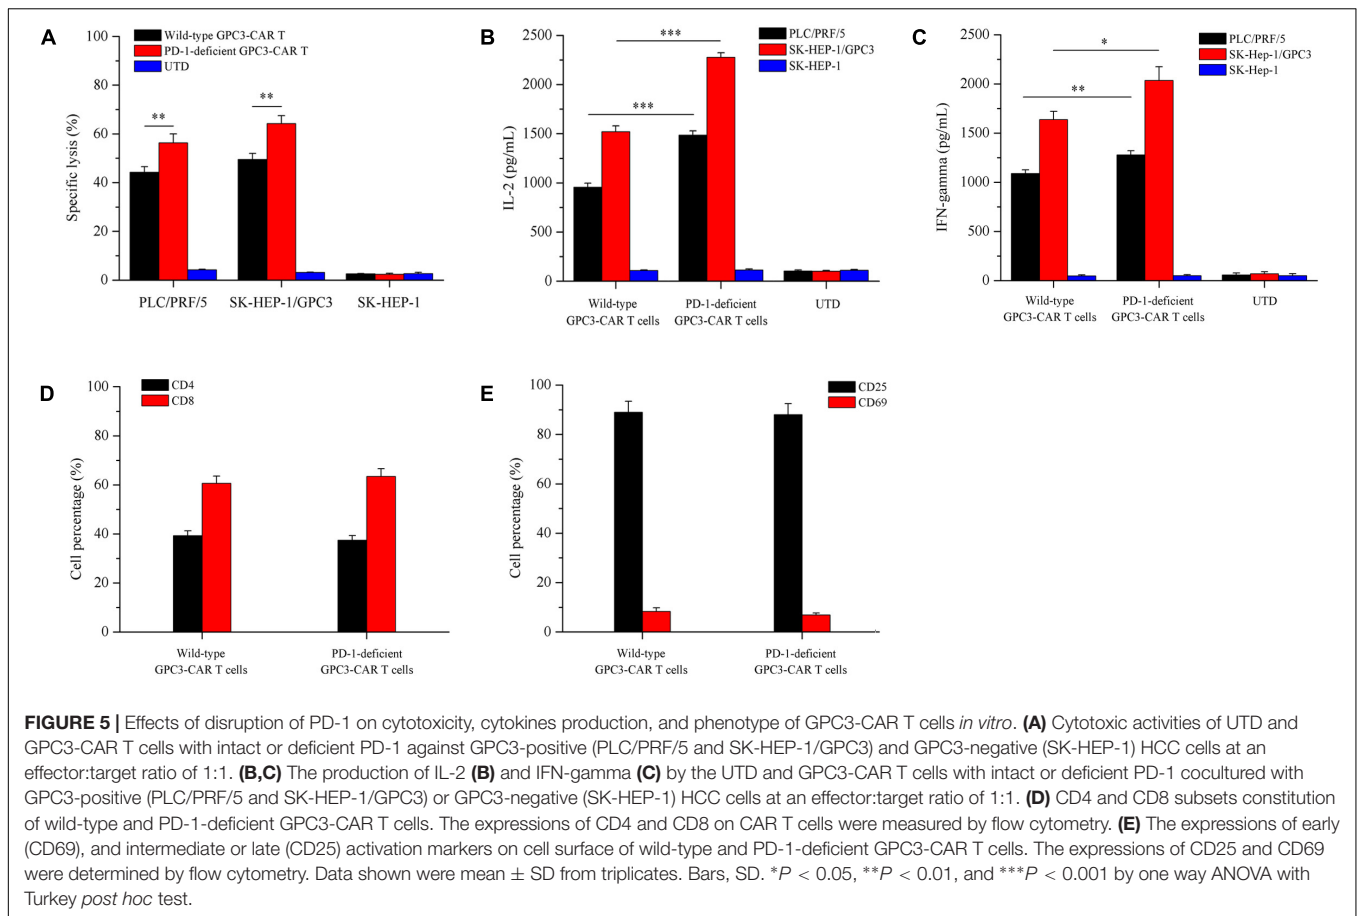 A
Wild-type GPC3-CAR T
PD-1-deficient GPC3-CAR T
UTD
Specific lysis (%)
100
80
60
40
20
0
**
**
PLC/PRF/5 SK-HEP-1/GPC3 SK-HEP-1
B
PLC/PRF/5
SK-HEP-1/GPC3
SK-HEP-1
IL-2 (pg/mL)
2500
2000
1500
1000
500
0
***
***
Wild-type PD-1-deficient UTD
GPC3-CAR T cells GPC3-CAR T cells
C
PLC/PRF/5
SK-Hep-1/GPC3
SK-Hep-1
IFN-gamma (pg/mL)
2500
2000
1500
1000
500
0
*
**
Wild-type PD-1-deficient UTD
GPC3-CAR T cells GPC3-CAR T cells
D
CD4
CD8
Cell percentage (%)
100
80
60
40
20
0
Wild-type PD-1-deficient
GPC3-CAR T cells GPC3-CAR T cells
E
CD25
CD69
Cell percentage (%)
100
80
60
40
20
0
Wild-type PD-1-deficient
GPC3-CAR T cells GPC3-CAR T cells
FIGURE 5 | Effects of disruption of PD-1 on cytotoxicity, cytokines production, and phenotype of GPC3-CAR T cells in vitro. (A) Cytotoxic activities of UTD and
GPC3-CAR T cells with intact or deficient PD-1 against GPC3-positive (PLC/PRF/5 and SK-HEP-1/GPC3) and GPC3-negative (SK-HEP-1) HCC cells at an
effector:target ratio of 1:1. (B,C) The production of IL-2 (B) and IFN-gamma (C) by the UTD and GPC3-CAR T cells with intact or deficient PD-1 cocultured with
GPC3-positive (PLC/PRF/5 and SK-HEP-1/GPC3) or GPC3-negative (SK-HEP-1) HCC cells at an effector:target ratio of 1:1. (D) CD4 and CD8 subsets constitution
of wild-type and PD-1-deficient GPC3-CAR T cells. The expressions of CD4 and CD8 on CAR T cells were measured by flow cytometry. (E) The expressions of early
(CD69), and intermediate or late (CD25) activation markers on cell surface of wild-type and PD-1-deficient GPC3-CAR T cells. The expressions of CD25 and CD69
were determined by flow cytometry. Data shown were mean ± SD from triplicates. Bars, SD. *P < 0.05, **P < 0.01, and ***P < 0.001 by one way ANOVA with
Turkey post hoc test.